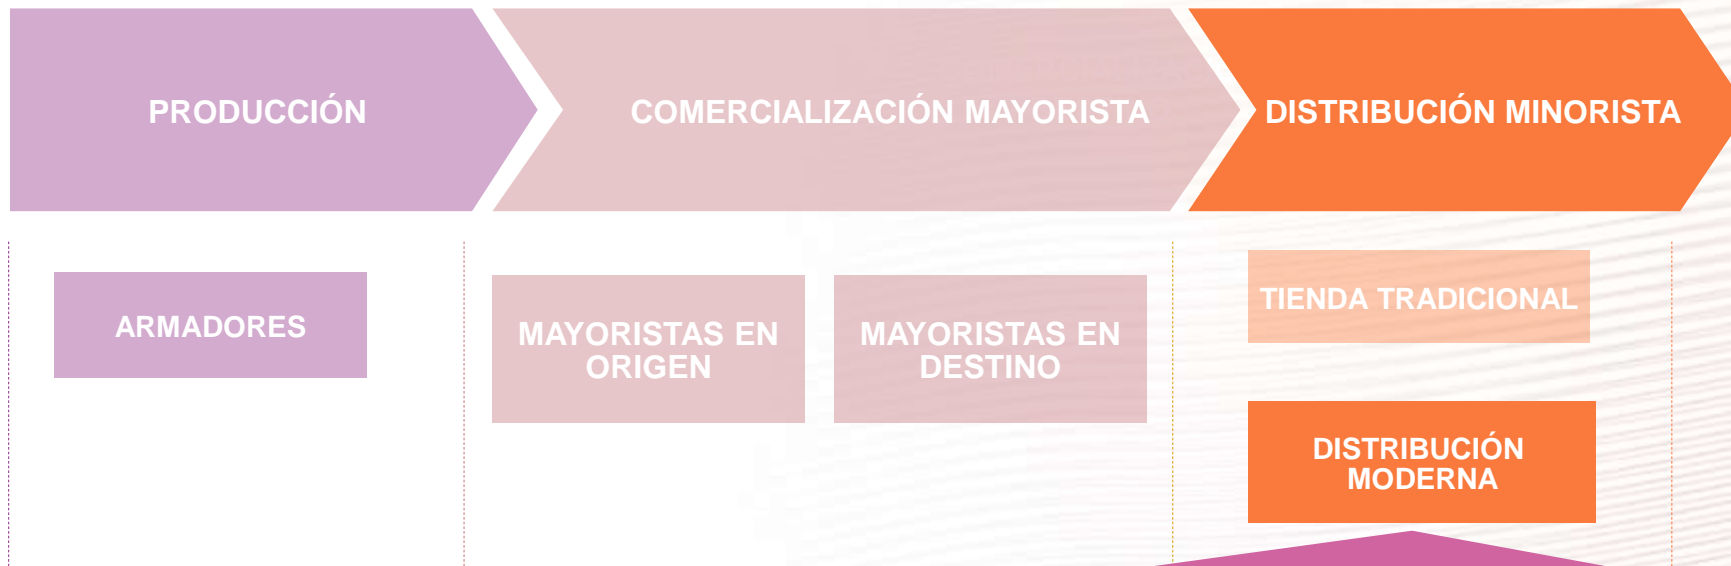 PRODUCCIÓN
COMERCIALIZACIÓN MAYORISTA
DISTRIBUCIÓN MINORISTA
ARMADORES
MAYORISTAS EN
ORIGEN
MAYORISTAS EN
DESTINO
TIENDA TRADICIONAL
DISTRIBUCIÓN
MODERNA